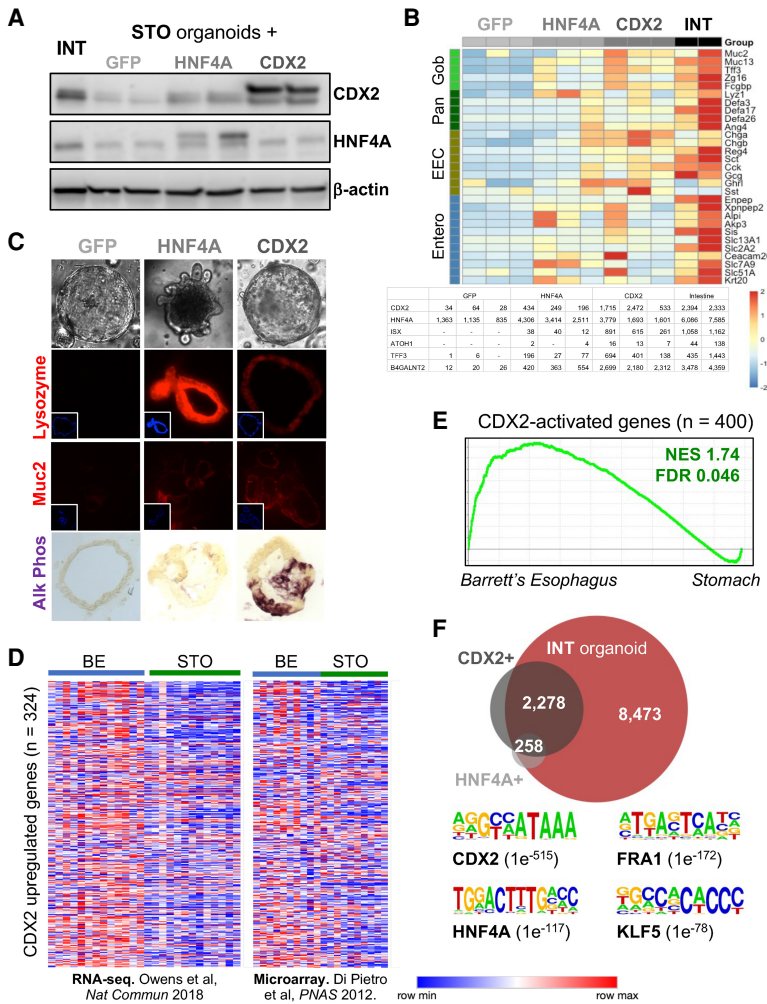 A
STO organoids +
INT
GFP
HNF4A
CDX2
CDX2
HNF4A
β-actin
B
GFP HNF4A CDX2 INT
Group
Gob
Muc2
Muc13
Tff3
Zg16
Fcgbp
Pan
Lyz1
Defa3
Defa17
Defa26
Ang4
EEC
Chga
Chgb
Reg4
Sct
Cck
Gcg
Ghrl
Sst
Entero
Enpep
Xpnpep2
Alpi
Akp3
Sis
Slc13A1
Slc2A2
Ceacam20
Slc7A9
Slc51A
Krt20
GFP HNF4A CDX2 Intestine
CDX2 34 64 28 434 249 196 1,715 2,472 533 2,394 2,333
HNF4A 1,363 1,135 835 4,306 3,414 2,511 3,779 1,693 1,601 6,086 7,585
ISX - - - 38 40 12 891 615 261 1,058 1,162
ATOH1 - - - 2 - 4 16 13 7 44 138
TFF3 1 6 - 196 27 77 694 401 138 435 1,443
B4GALNT2 12 20 26 420 363 554 2,699 2,180 2,312 3,478 4,359
2
1
0
-1
-2
C
GFP HNF4A CDX2
Lysozyme
Muc2
Alk Phos
D
BE STO BE STO
CDX2 upregulated genes (n = 324)
RNA-seq. Owens et al,
Nat Commun 2018
Microarray. Di Pietro
et al, PNAS 2012.
E
CDX2-activated genes (n = 400)
NES 1.74
FDR 0.046
Barrett's Esophagus
Stomach
F
INT organoid
CDX2+
2,278
8,473
258
HNF4A+
CDX2 (1e-515)
FRA1 (1e-172)
HNF4A (1e-117)
KLF5 (1e-78)
row min row max